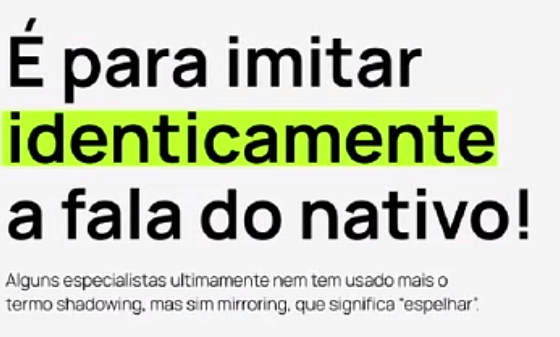 É para imitar
identicamente
a fala do nativo!
Alguns especialistas ultimamente nem tem usado mais o
termo shadowing, mas sim mirroring, que significa "espelhar".